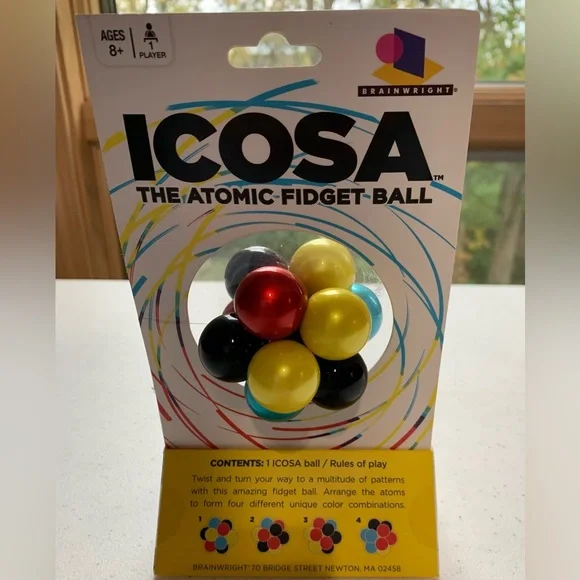 AGES
8+
1
PLAYER
BRAINWRIGHT®
ICOSA™
THE ATOMIC FIDGET BALL
CONTENTS: 1 ICOSA ball / Rules of play
Twist and turn your way to a multitude of patterns
with this amazing fidget ball. Arrange the atoms
to form four different unique color combinations.
1 2 3 4
BRAINWRIGHT® 70 BRIDGE STREET NEWTON, MA 02458